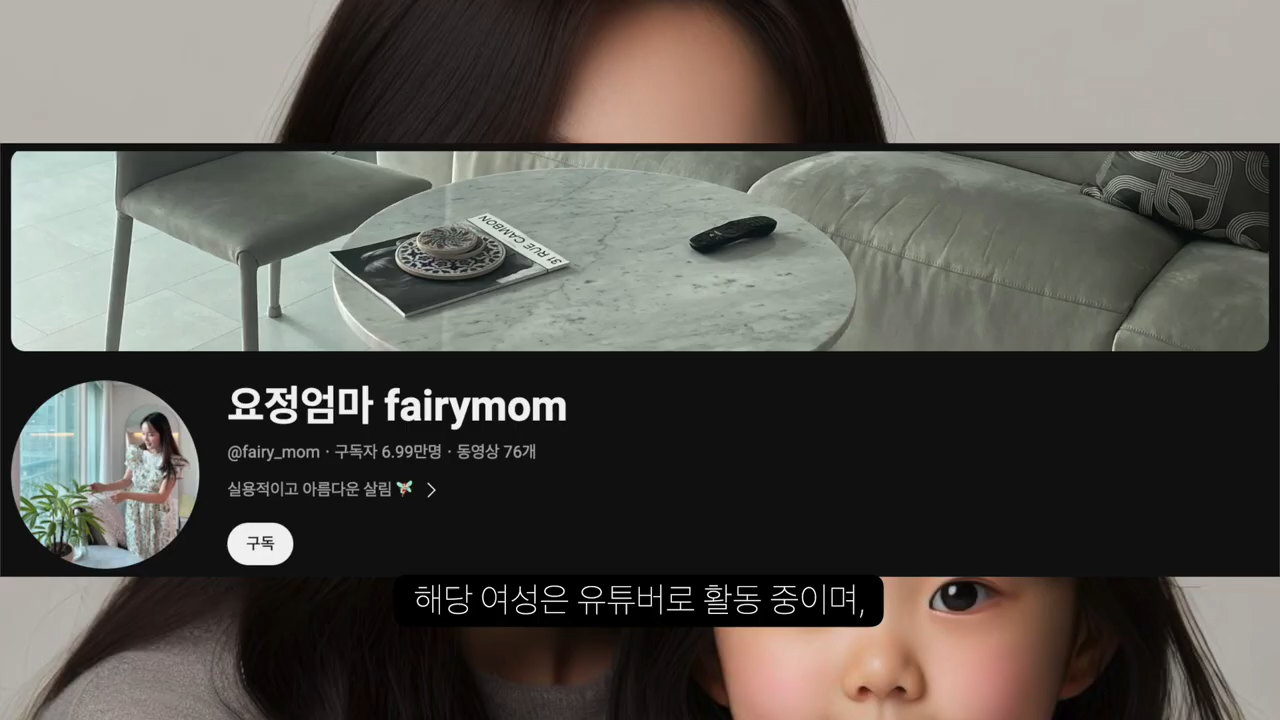 31 RUE CAMBON
요정엄마 fairymom
@fairy_mom · 구독자 6.99만명 · 동영상 76개
실용적이고 아름다운 살림 🧚
구독
해당 여성은 유튜버로 활동 중이며,